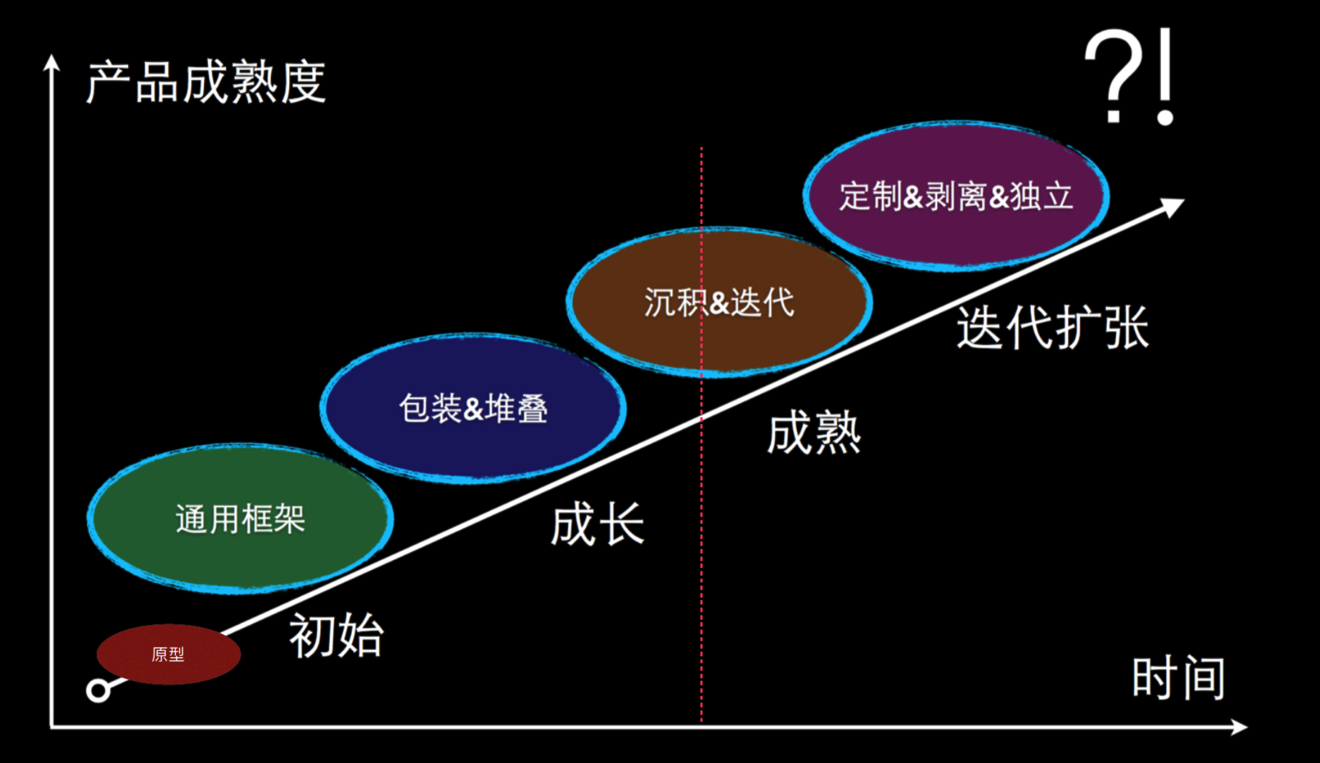 ?!
产品成熟度
定制&剥离&独立
沉积&迭代
迭代扩张
包装&堆叠
成熟
通用框架
成长
初始
原型
时间